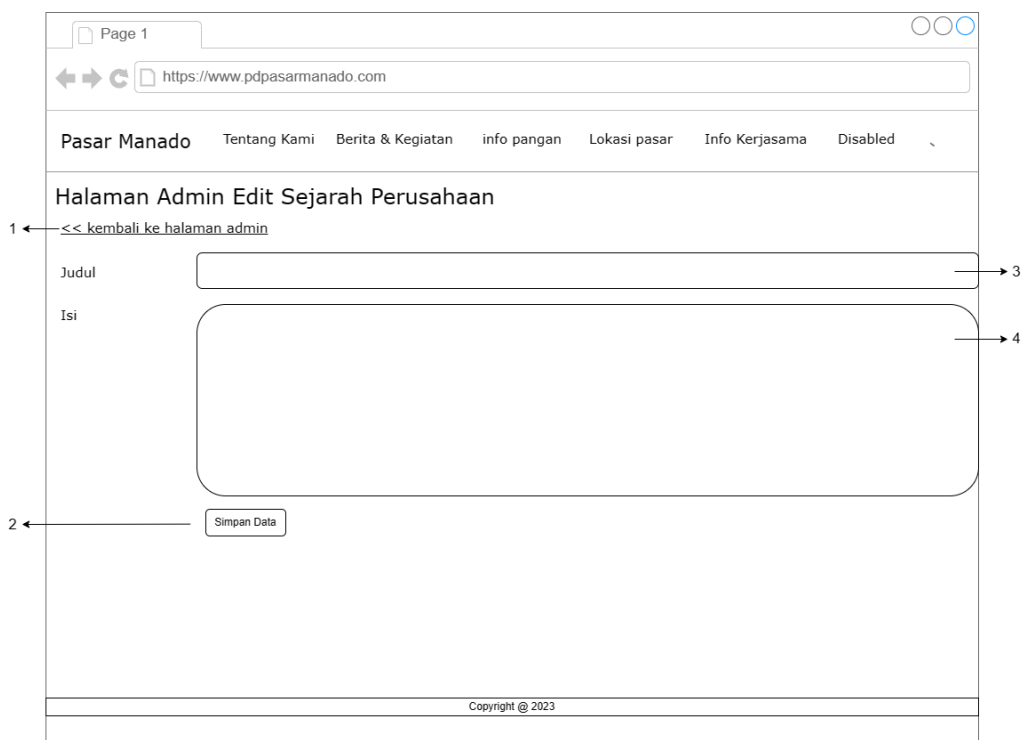 Page 1
https://www.pdpasarmanado.com
Pasar Manado Tentang Kami Berita & Kegiatan info pangan Lokasi pasar Info Kerjasama Disabled
Halaman Admin Edit Sejarah Perusahaan
1 << kembali ke halaman admin
Judul 3
Isi
4
2 Simpan Data
Copyright @ 2023